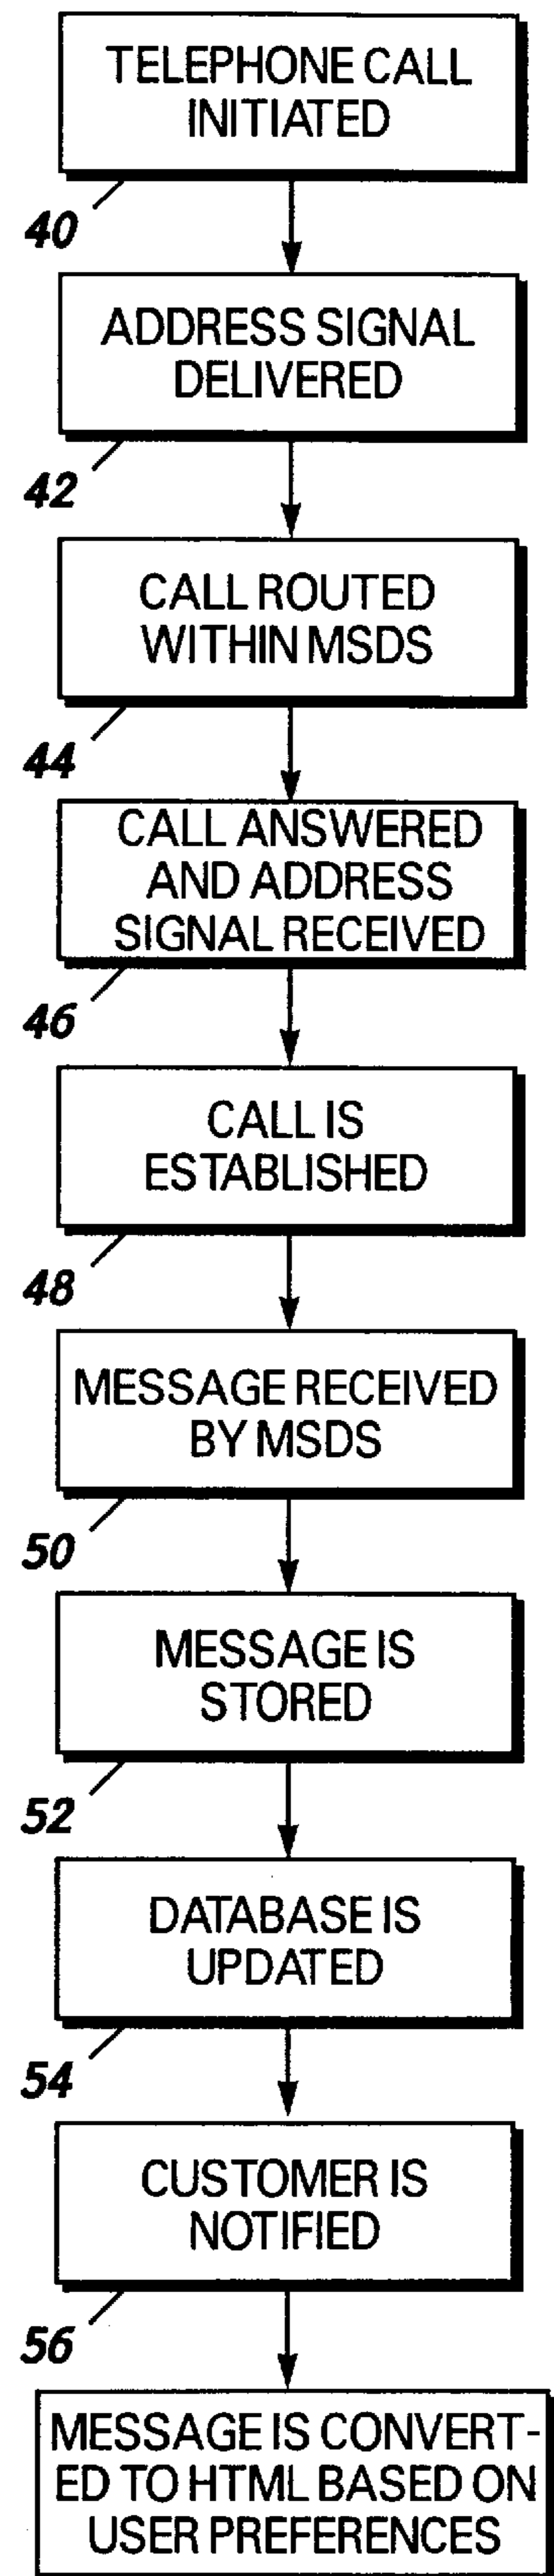 TELEPHONE CALL
INITIATED
40
ADDRESS SIGNAL
DELIVERED
42
CALL ROUTED
WITHIN MSDS
44
CALL ANSWERED
AND ADDRESS
SIGNAL RECEIVED
46
CALL IS
ESTABLISHED
48
MESSAGE RECEIVED
BY MSDS
50
MESSAGE IS
STORED
52
DATABASE IS
UPDATED
54
CUSTOMER IS
NOTIFIED
56
MESSAGE IS CONVERT-
ED TO HTML BASED ON
USER PREFERENCES